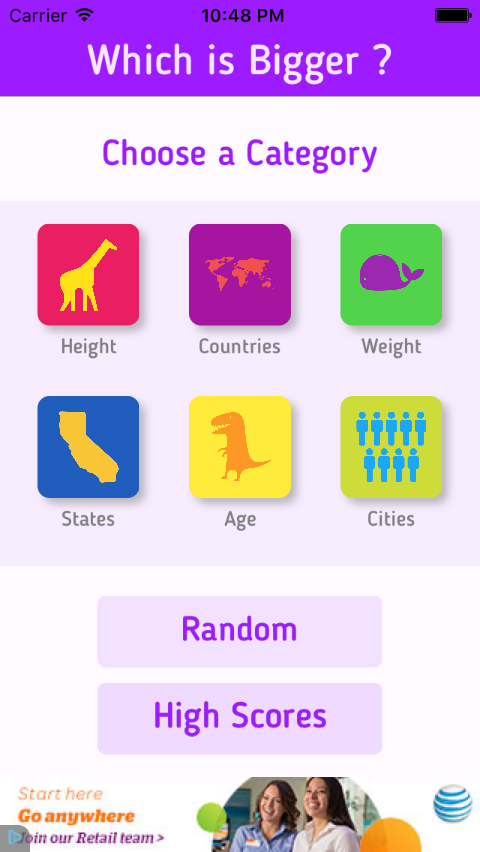 Carrier 10:48 PM
Which is Bigger ?
Choose a Category
Height Countries Weight
States Age Cities
Random
High Scores
Start here
Go anywhere
Join our Retail team >